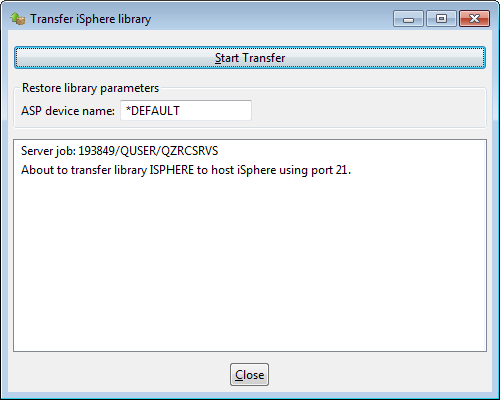 Transfer iSphere library
Start Transfer
Restore library parameters
ASP device name: *DEFAULT
Server job: 193849/QUSER/QZRCSRVS
About to transfer library ISPHERE to host iSphere using port 21.
Close